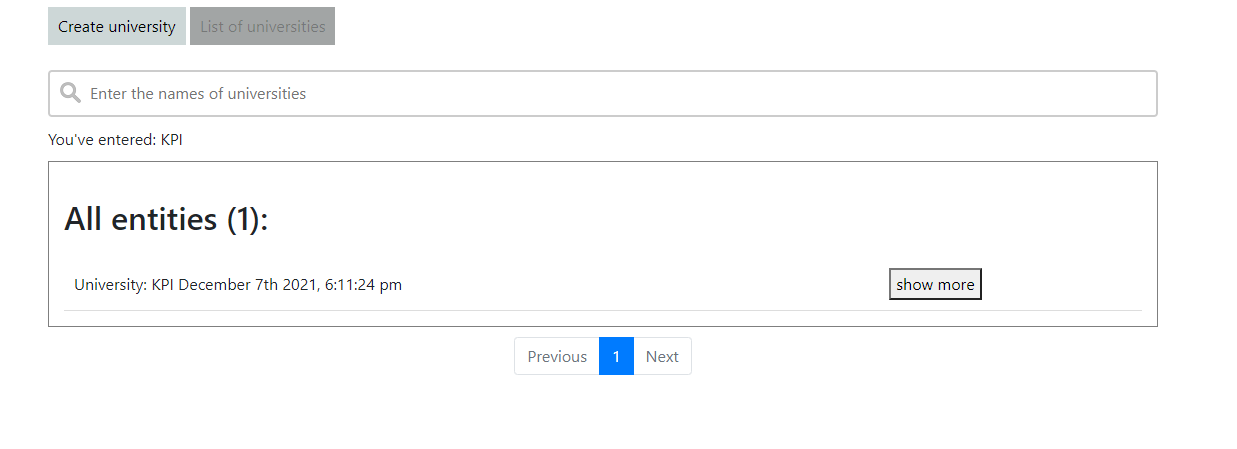 Create university List of universities
Enter the names of universities
You've entered: KPI
All entities (1):
University: KPI December 7th 2021, 6:11:24 pm show more
Previous 1 Next